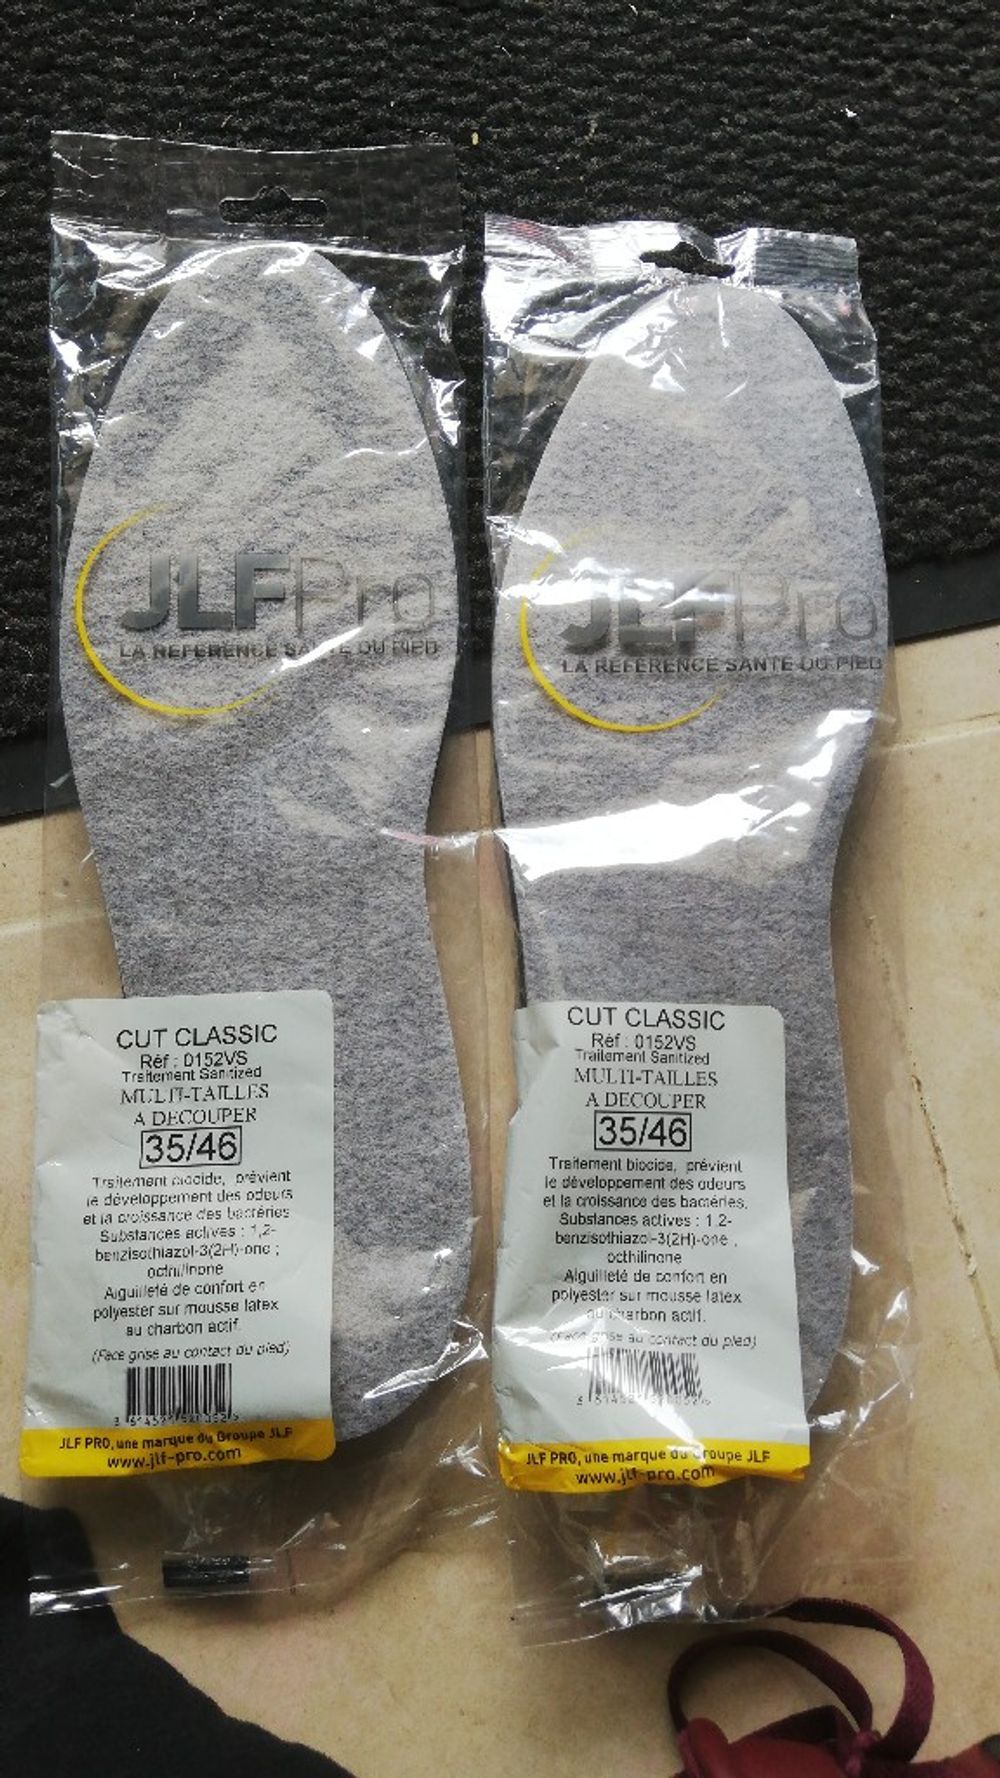 JLFPro
LA REFERENCE SANTE DU PIED
CUT CLASSIC
Réf : 0152VS
Traitement Sanitized
MULTI-TAILLES
A DECOUPER
35/46
Traitement biocide, prévient
le développement des odeurs
et la croissance des bactéries
Substances actives : 1,2-
benzisothiazol-3(2H)-one ;
octhilinone
Aiguilleté de confort en
polyester sur mousse latex
au charbon actif.
(Face grise au contact du pied)
JLF PRO, une marque du Groupe JLF
www.jlf-pro.com
JLFPro
LA REFERENCE SANTE DU PIED
CUT CLASSIC
Réf : 0152VS
Traitement Sanitized
MULTI-TAILLES
A DECOUPER
35/46
Traitement biocide, prévient
le développement des odeurs
et la croissance des bactéries.
Substances actives : 1,2-
benzisothiazol-3(2H)-one ;
octhilinone
Aiguilleté de confort en
polyester sur mousse latex
au charbon actif.
(Face grise au contact du pied)
JLF PRO, une marque du Groupe JLF
www.jlf-pro.com